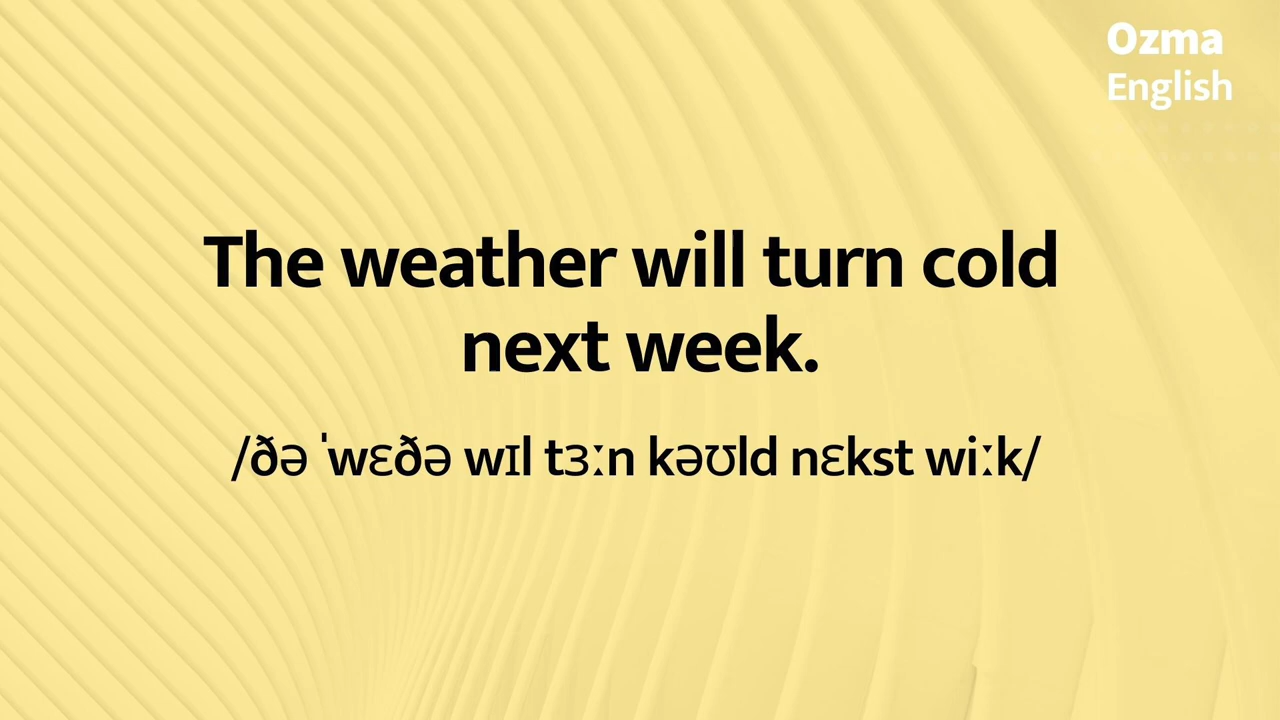 Ozma
English
The weather will turn cold
next week.
/ðə ˈwɛðə wɪl tɜːn kəʊld nɛkst wiːk/